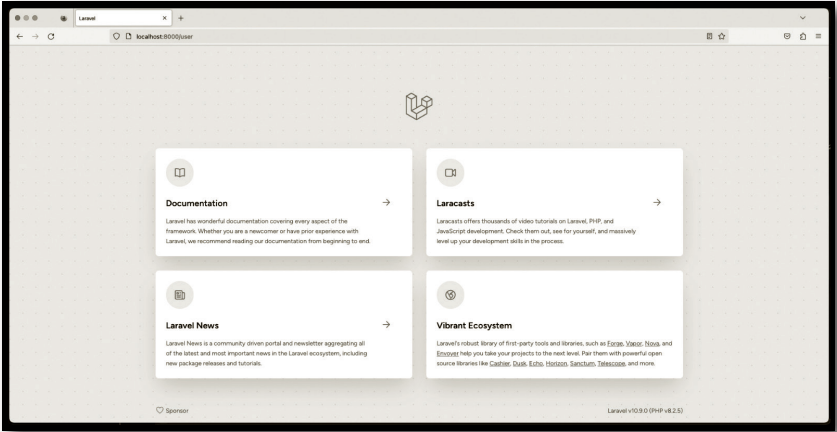 Laravel
localhost:8000/user
Documentation
Laravel has wonderful documentation covering every aspect of the
framework. Whether you are a newcomer or have prior experience with
Laravel, we recommend reading our documentation from beginning to end.
Laracasts
Laracasts offers thousands of video tutorials on Laravel, PHP, and
JavaScript development. Check them out, see for yourself, and massively
level up your development skills in the process.
Laravel News
Laravel News is a community driven portal and newsletter aggregating all
of the latest and most important news in the Laravel ecosystem, including
new package releases and tutorials.
Vibrant Ecosystem
Laravel's robust library of first-party tools and libraries, such as Forge, Vapor, Nova, and
Envoyer help you take your projects to the next level. Pair them with powerful open
source libraries like Cashier, Dusk, Echo, Horizon, Sanctum, Telescope, and more.
Sponsor
Laravel v10.9.0 (PHP v8.2.5)